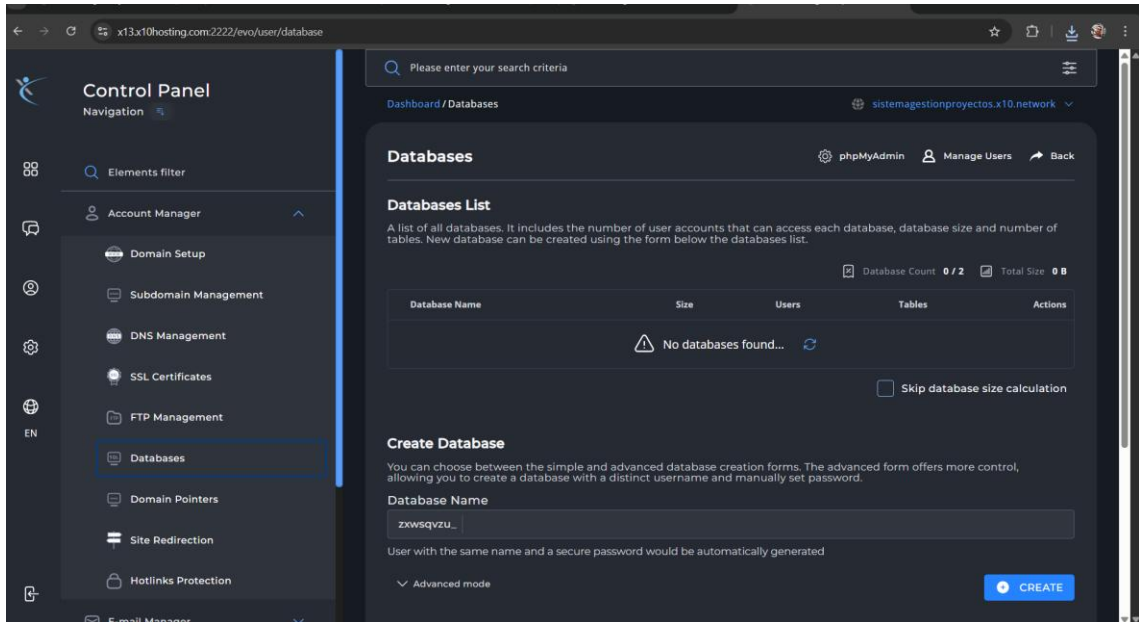 x13.x10hosting.com:2222/evo/user/database
Control Panel
Navigation
Elements filter
Account Manager
Domain Setup
Subdomain Management
DNS Management
SSL Certificates
FTP Management
Databases
Domain Pointers
Site Redirection
Hotlinks Protection
E-mail Manager
EN
Please enter your search criteria
Dashboard / Databases
sistemagestionproyectos.x10.network
Databases
phpMyAdmin
Manage Users
Back
Databases List
A list of all databases. It includes the number of user accounts that can access each database, database size and number of
tables. New database can be created using the form below the databases list.
Database Count 0 / 2
Total Size 0 B
Database Name Size Users Tables Actions
No databases found...
Skip database size calculation
Create Database
You can choose between the simple and advanced database creation forms. The advanced form offers more control,
allowing you to create a database with a distinct username and manually set password.
Database Name
zxwsqvzu_
User with the same name and a secure password would be automatically generated
Advanced mode
CREATE